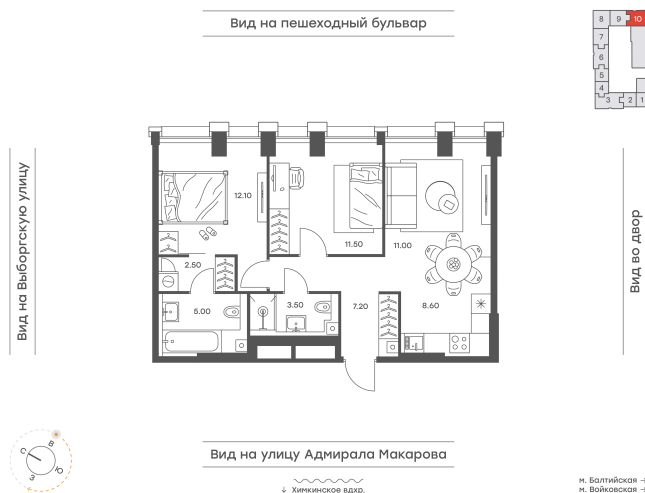 Вид на пешеходный бульвар
8 9 10
7
6
5
4
3 2 1
Вид на Выборгскую улицу
12.10
11.50
11.00
2.50
5.00
3.50
7.20
8.60
Вид во двор
Вид на улицу Адмирала Макарова
С В
З Ю
↓ Химкинское вдхр.
м. Балтийская
м. Войковская